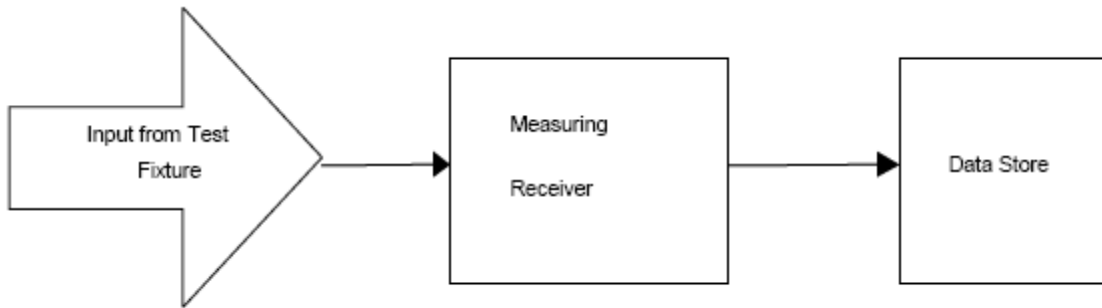 Input from Test
Fixture
Measuring
Receiver
Data Store